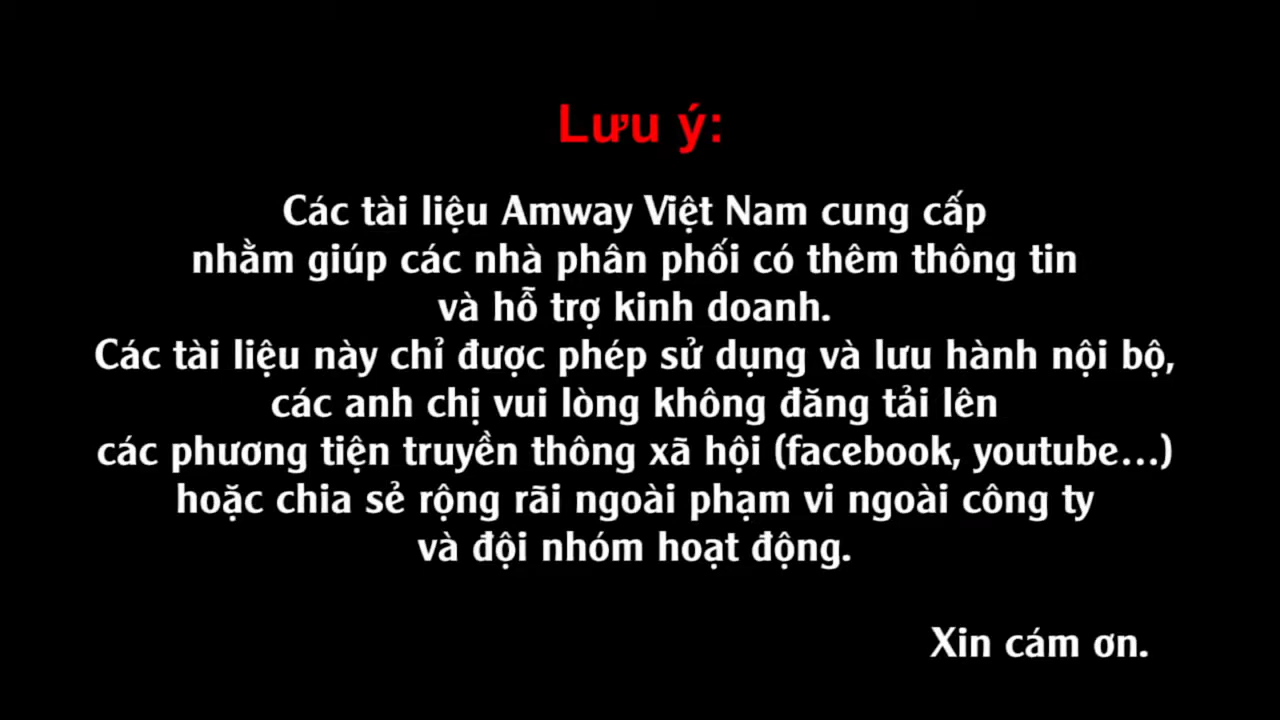 Lưu ý:
Các tài liệu Amway Việt Nam cung cấp
nhằm giúp các nhà phân phối có thêm thông tin
và hỗ trợ kinh doanh.
Các tài liệu này chỉ được phép sử dụng và lưu hành nội bộ,
các anh chị vui lòng không đăng tải lên
các phương tiện truyền thông xã hội (facebook, youtube...)
hoặc chia sẻ rộng rãi ngoài phạm vi ngoài công ty
và đội nhóm hoạt động.
Xin cám ơn.